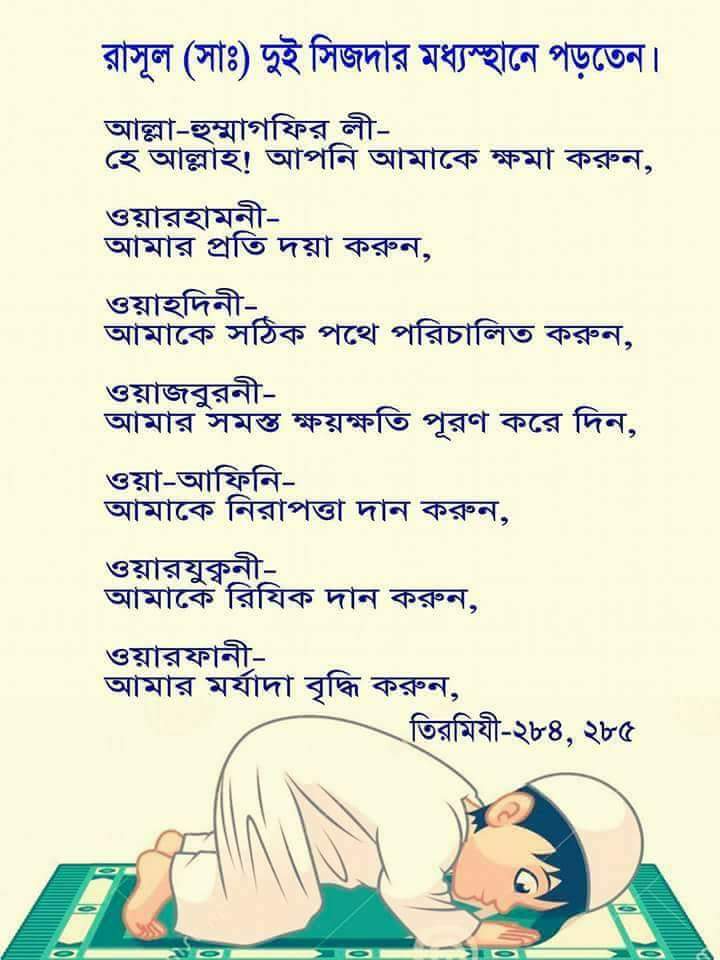 রাসূল (সাঃ) দুই সিজদার মধ্যস্হানে পড়তেন।
আল্লা-হুম্মাগফির লী-
হে আল্লাহ! আপনি আমাকে ক্ষমা করুন,
ওয়ারহামনী-
আমার প্রতি দয়া করুন,
ওয়াহদিনী-
আমাকে সঠিক পথে পরিচালিত করুন,
ওয়াজবুরনী-
আমার সমস্ত ক্ষয়ক্ষতি পূরণ করে দিন,
ওয়া-আফিনি-
আমাকে নিরাপত্তা দান করুন,
ওয়ারযুক্বনী-
আমাকে রিযিক দান করুন,
ওয়ারফানী-
আমার মর্যাদা বৃদ্ধি করুন,
তিরমিযী-২৮৪, ২৮৫